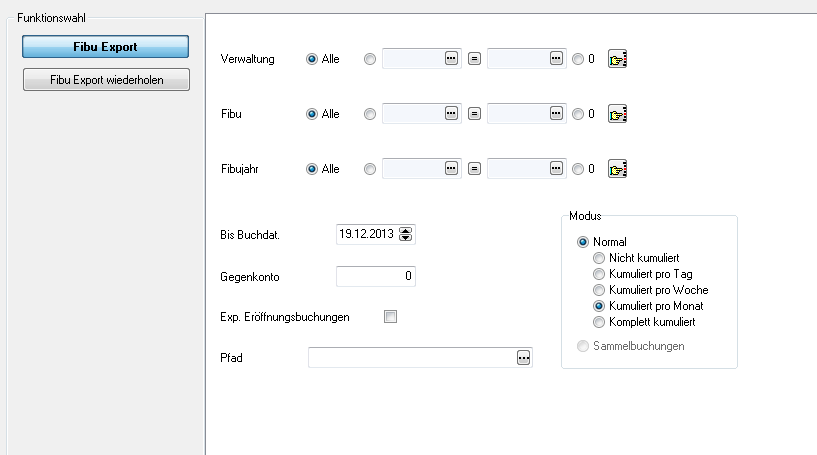 Funktionswahl
Fibu Export
Fibu Export wiederholen
Verwaltung Alle ... = ... 0
Fibu Alle ... = ... 0
Fibujahr Alle ... = ... 0
Bis Buchdat. 19.12.2013
Gegenkonto 0
Exp. Eröffnungsbuchungen
Pfad ...
Modus
Normal
Nicht kumuliert
Kumuliert pro Tag
Kumuliert pro Woche
Kumuliert pro Monat
Komplett kumuliert
Sammelbuchungen